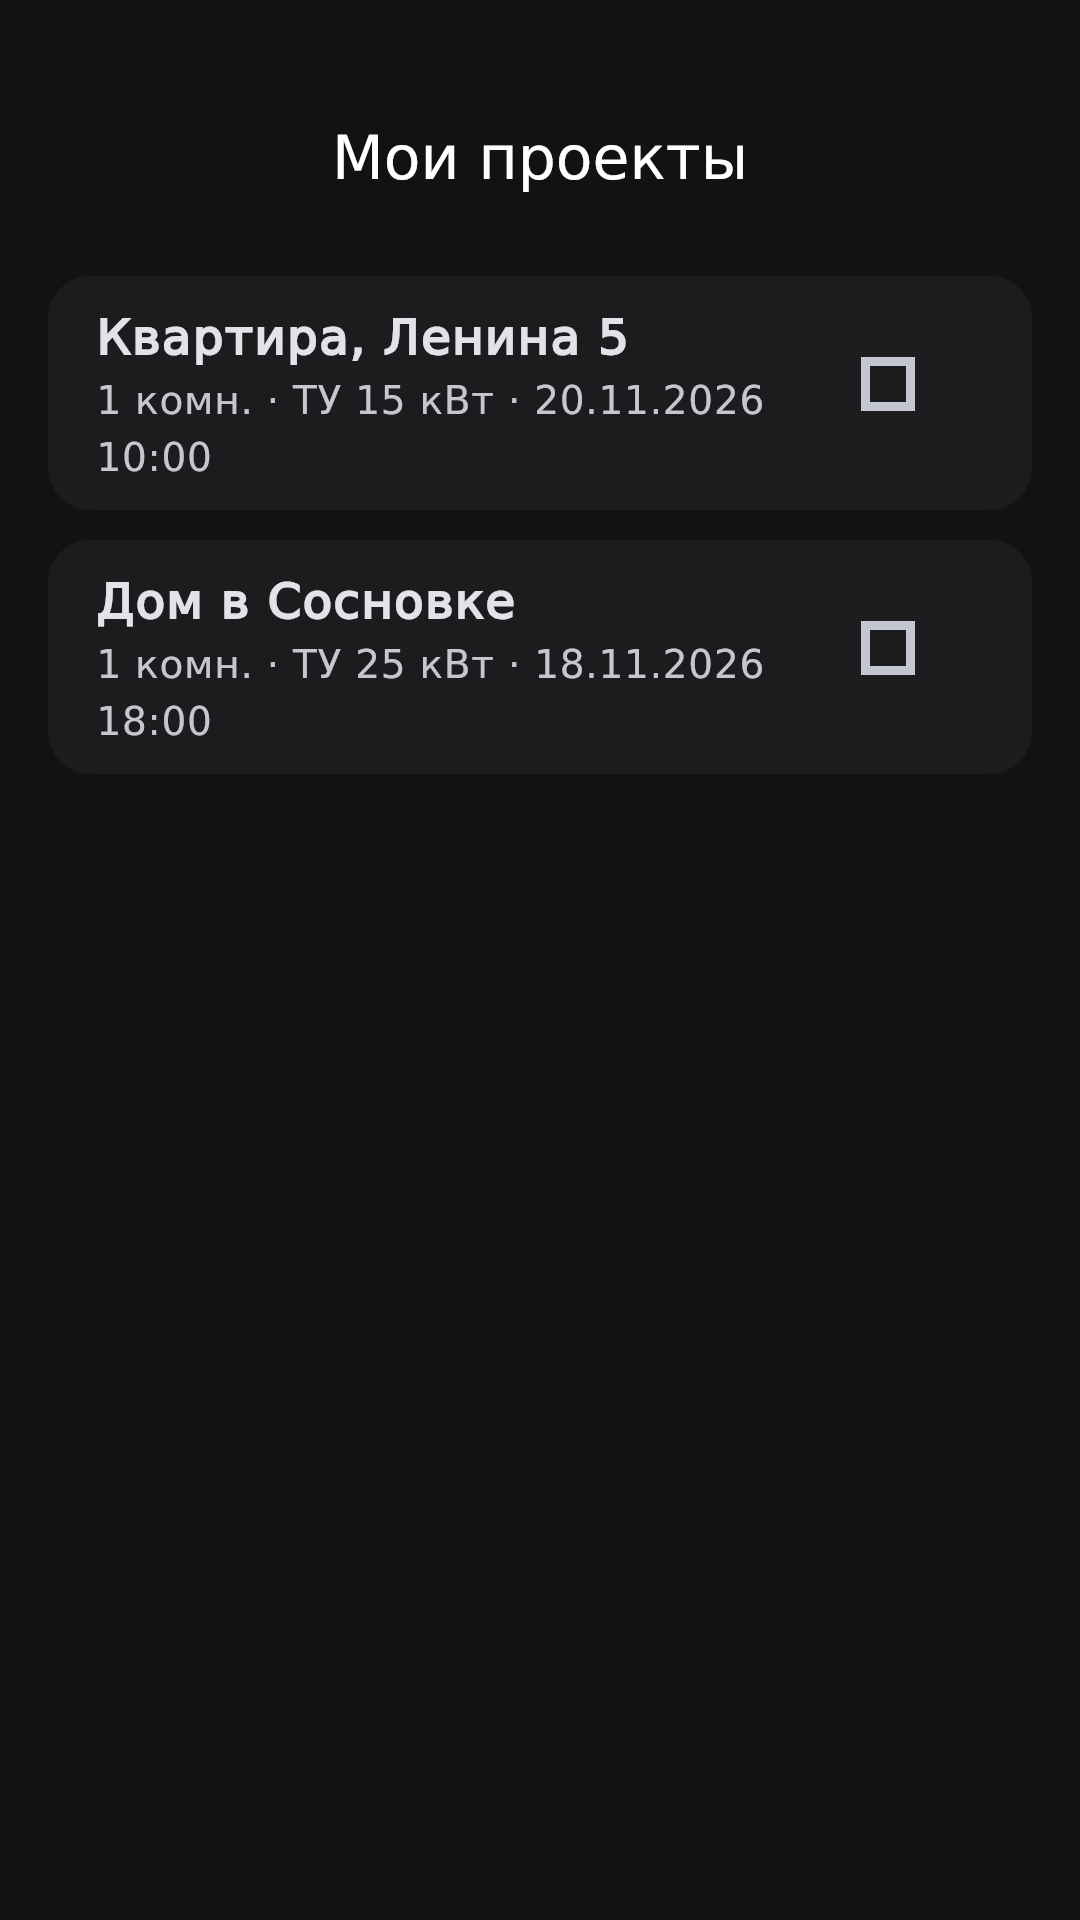 Мои проекты
Квартира, Ленина 5
1 комн. · ТУ 15 кВт · 20.11.2026
10:00
Дом в Сосновке
1 комн. · ТУ 25 кВт · 18.11.2026
18:00